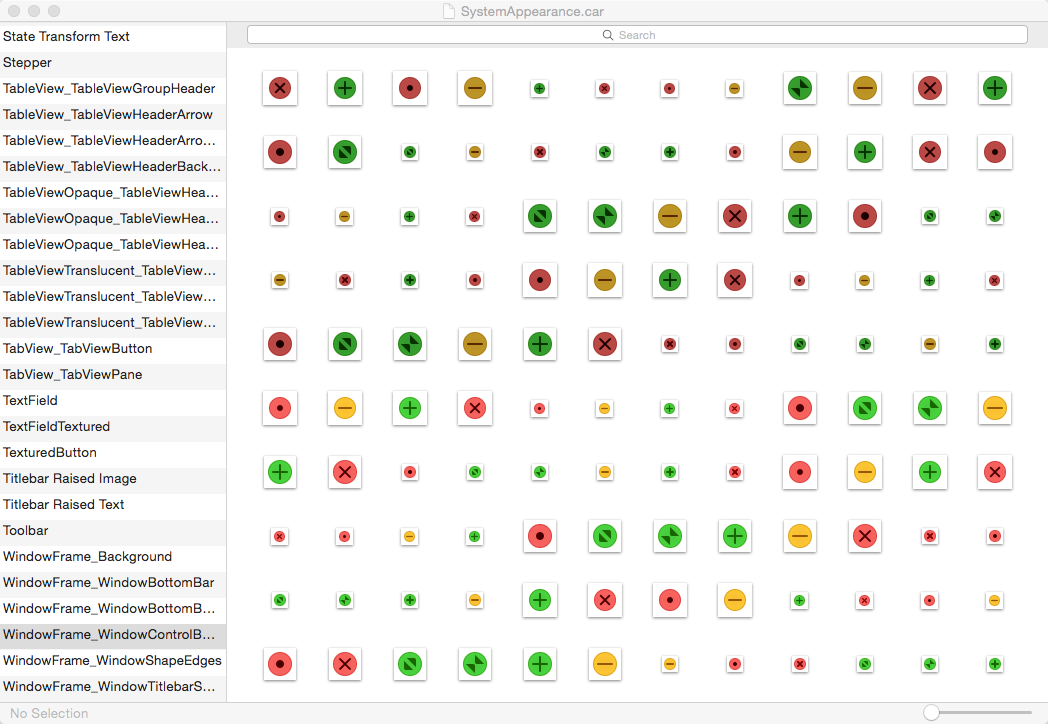 SystemAppearance.car
Search
State Transform Text
Stepper
TableView_TableViewGroupHeader
TableView_TableViewHeaderArrow
TableView_TableViewHeaderArro...
TableView_TableViewHeaderBack...
TableViewOpaque_TableViewHea...
TableViewOpaque_TableViewHea...
TableViewOpaque_TableViewHea...
TableViewTranslucent_TableView...
TableViewTranslucent_TableView...
TableViewTranslucent_TableView...
TabView_TabViewButton
TabView_TabViewPane
TextField
TextFieldTextured
TexturedButton
Titlebar Raised Image
Titlebar Raised Text
Toolbar
WindowFrame_Background
WindowFrame_WindowBottomBar
WindowFrame_WindowBottomB...
WindowFrame_WindowControlB...
WindowFrame_WindowShapeEdges
WindowFrame_WindowTitlebarS...
No Selection